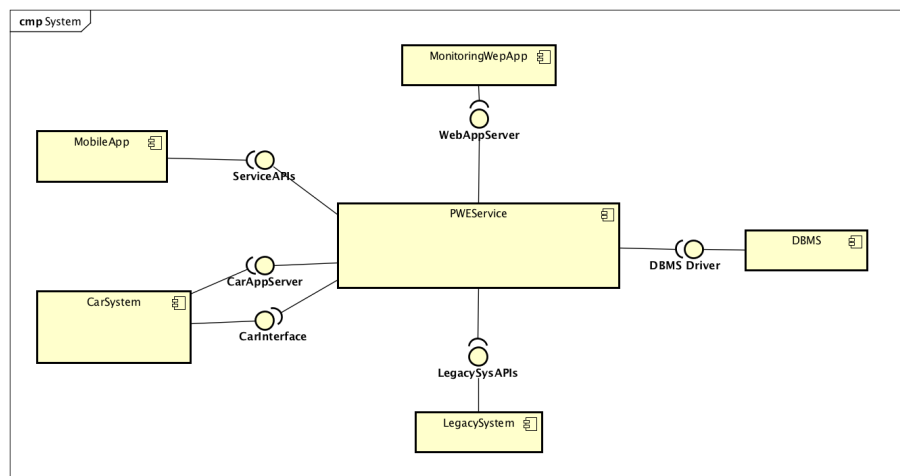 cmp System
MonitoringWepApp
WebAppServer
MobileApp
ServiceAPIs
PWEService
DBMS
DBMS Driver
CarAppServer
CarSystem
CarInterface
LegacySysAPIs
LegacySystem